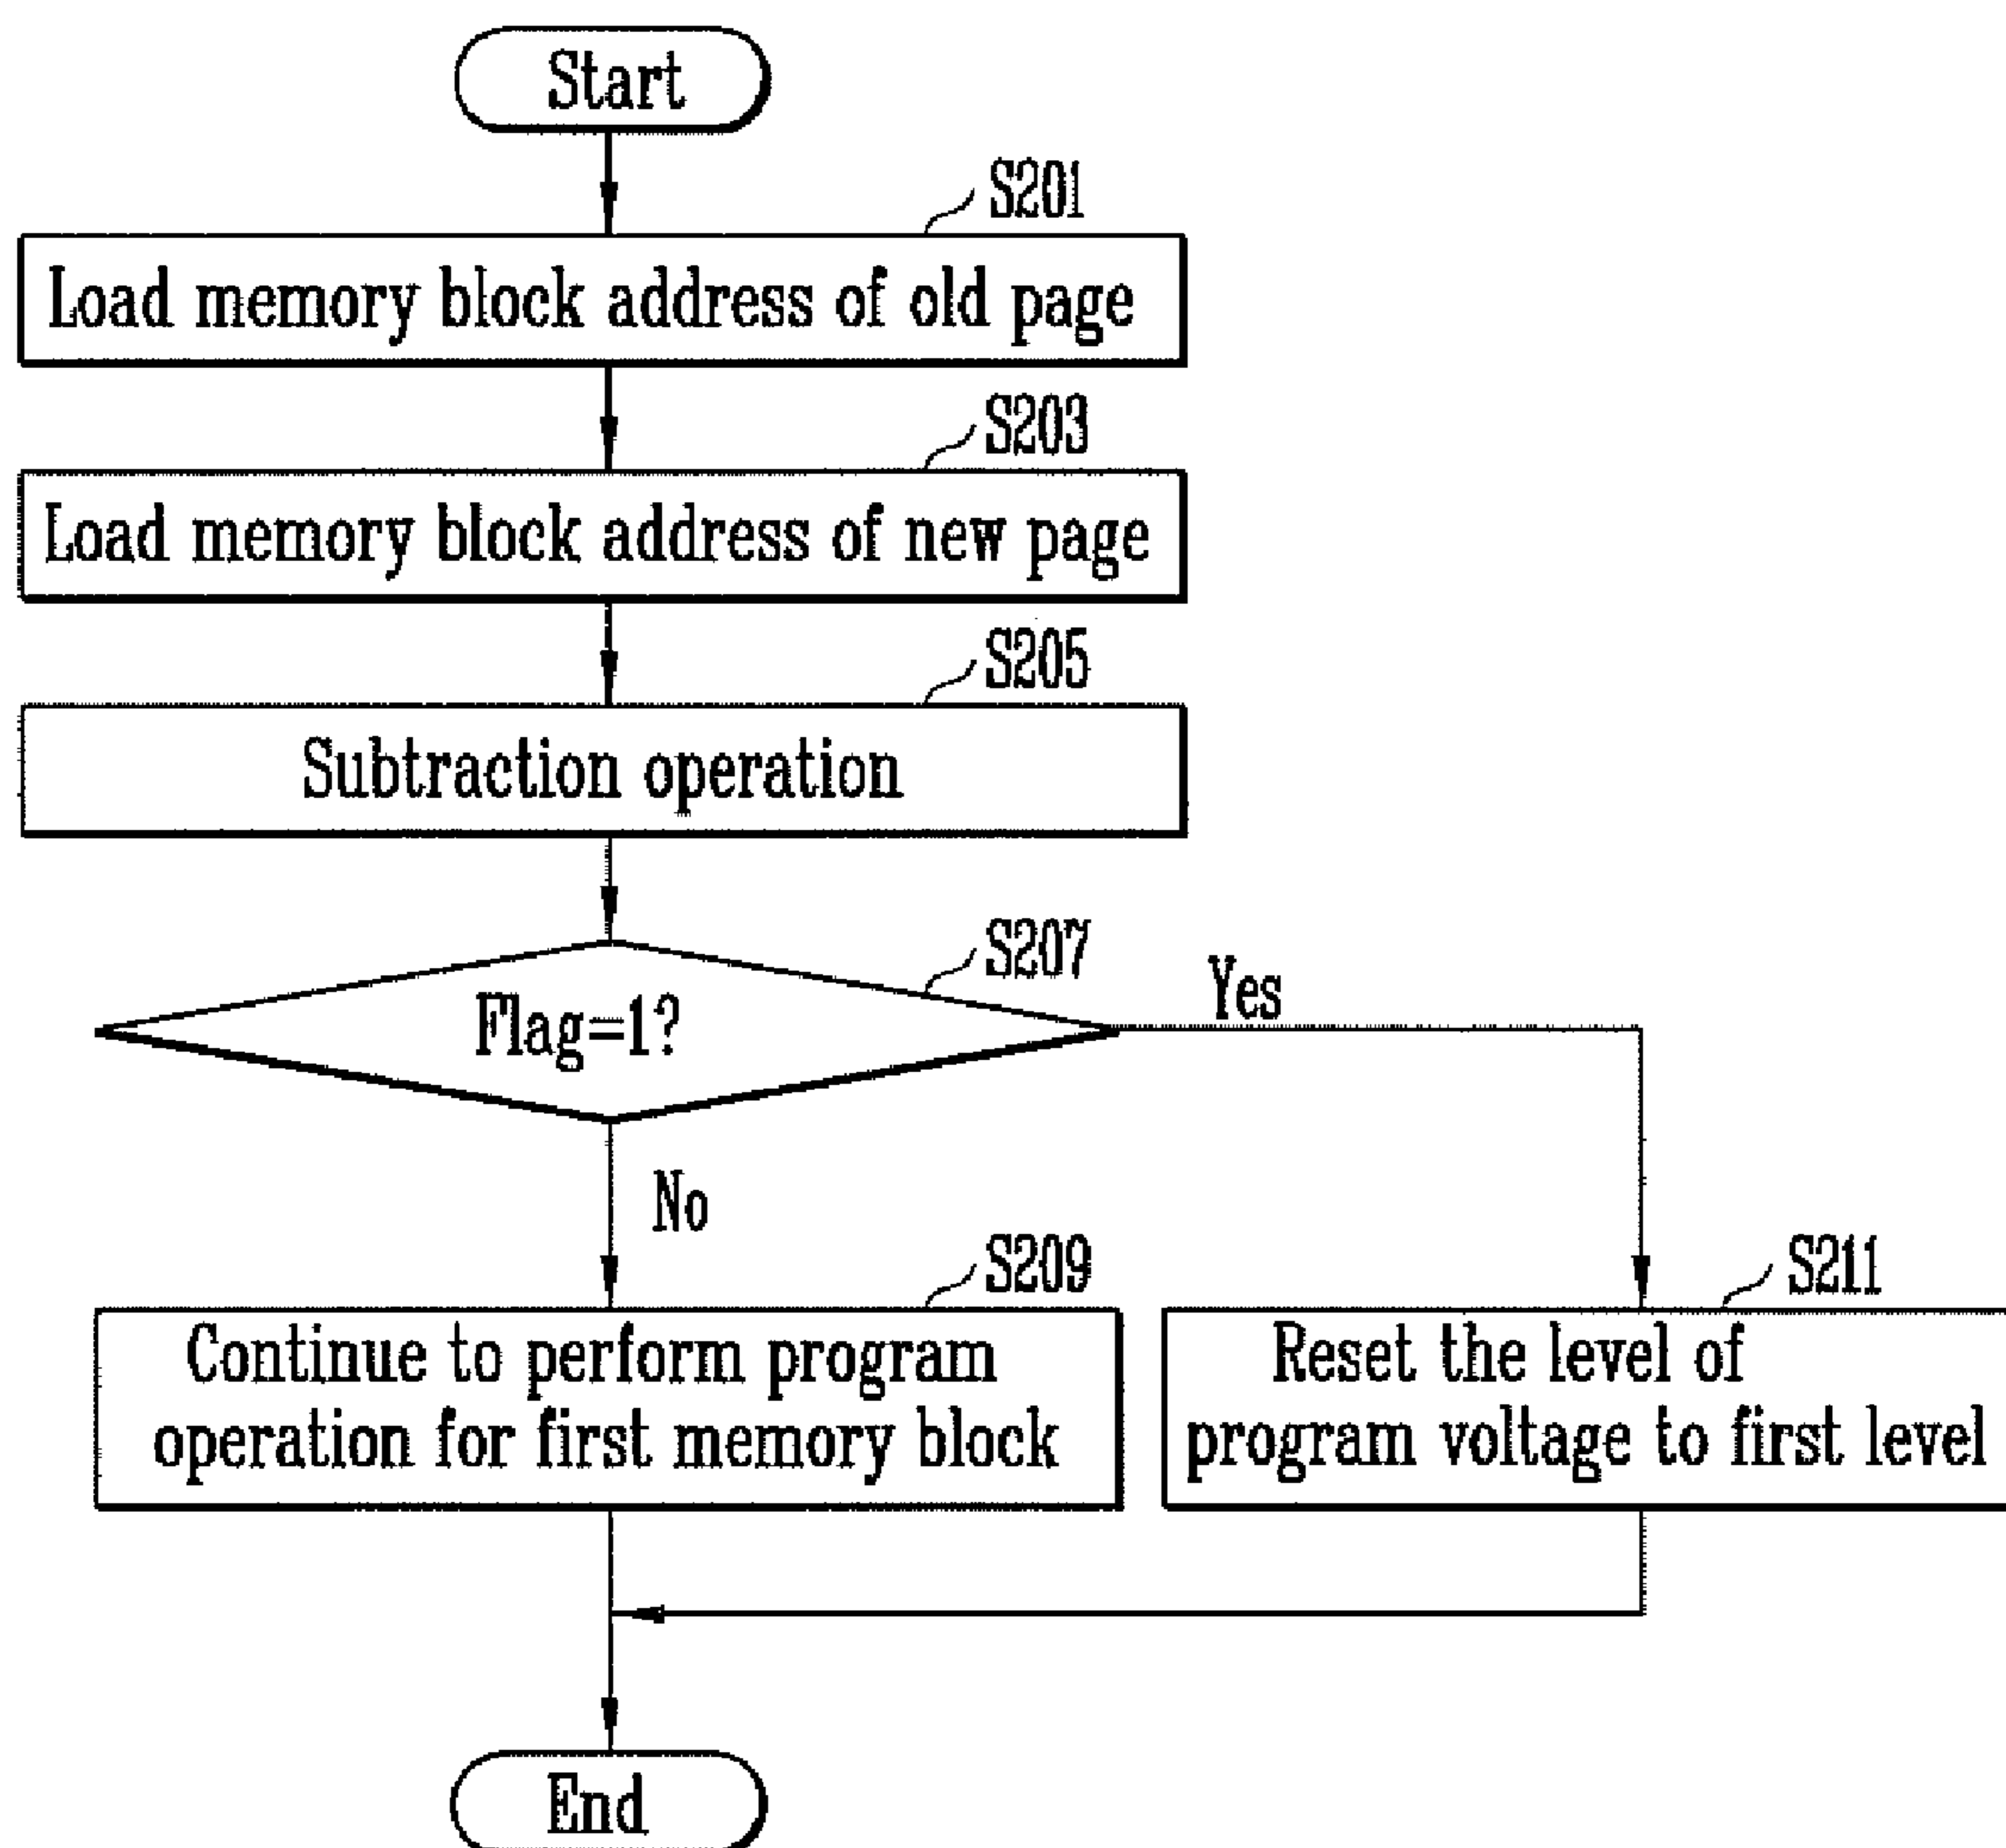 Start
S201
Load memory block address of old page
S203
Load memory block address of new page
S205
Subtraction operation
S207
Flag=1?
Yes
No
S209
Continue to perform program
operation for first memory block
S211
Reset the level of
program voltage to first level
End